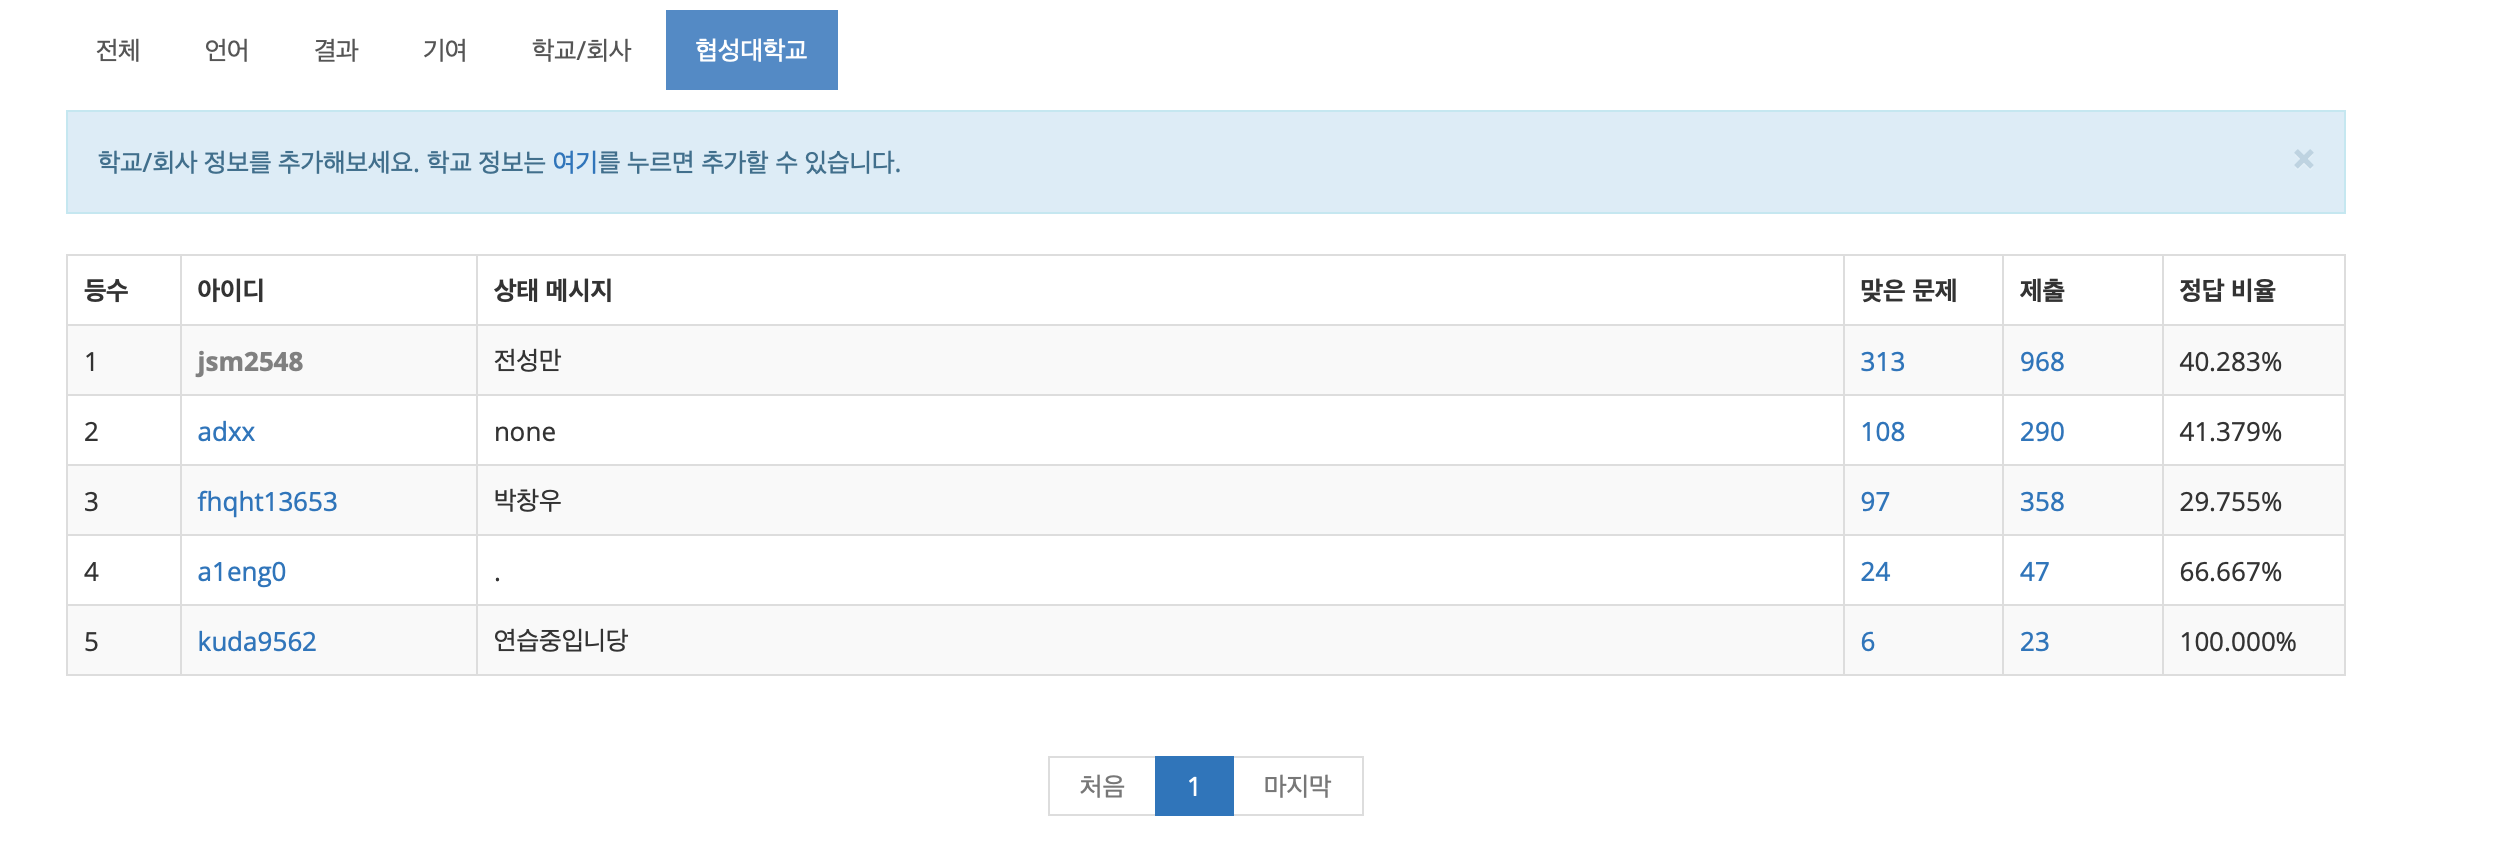 전체 언어 결과 기여 학교/회사 협성대학교
학교/회사 정보를 추가해보세요. 학교 정보는 여기를 누르면 추가할 수 있습니다. ×
등수 아이디 상태 메시지 맞은 문제 제출 정답 비율
1 jsm2548 전성만 313 968 40.283%
2 adxx none 108 290 41.379%
3 fhqht13653 박창우 97 358 29.755%
4 a1eng0 . 24 47 66.667%
5 kuda9562 연습중입니당 6 23 100.000%
처음 1 마지막